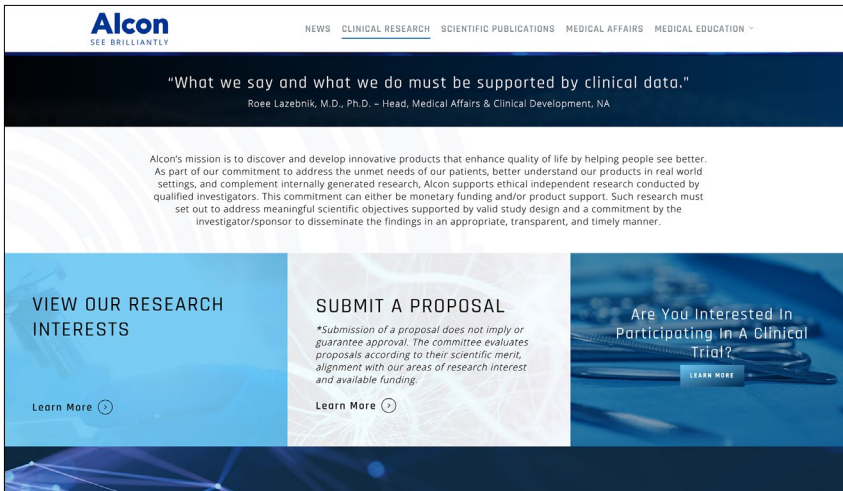 Alcon
SEE BRILLIANTLY
NEWS CLINICAL RESEARCH SCIENTIFIC PUBLICATIONS MEDICAL AFFAIRS MEDICAL EDUCATION
“What we say and what we do must be supported by clinical data.”
Roee Lazebnik, M.D., Ph.D. – Head, Medical Affairs & Clinical Development, NA
Alcon’s mission is to discover and develop innovative products that enhance quality of life by helping people see better.
As part of our commitment to address the unmet needs of our patients, better understand our products in real world
settings, and complement internally generated research, Alcon supports ethical independent research conducted by
qualified investigators. This commitment can either be monetary funding and/or product support. Such research must
set out to address meaningful scientific objectives supported by valid study design and a commitment by the
investigator/sponsor to disseminate the findings in an appropriate, transparent, and timely manner.
VIEW OUR RESEARCH
INTERESTS
Learn More
SUBMIT A PROPOSAL
*Submission of a proposal does not imply or
guarantee approval. The committee evaluates
proposals according to their scientific merit,
alignment with our areas of research interest
and available funding.
Learn More
Are You Interested In
Participating In A Clinical
Trial?
LEARN MORE